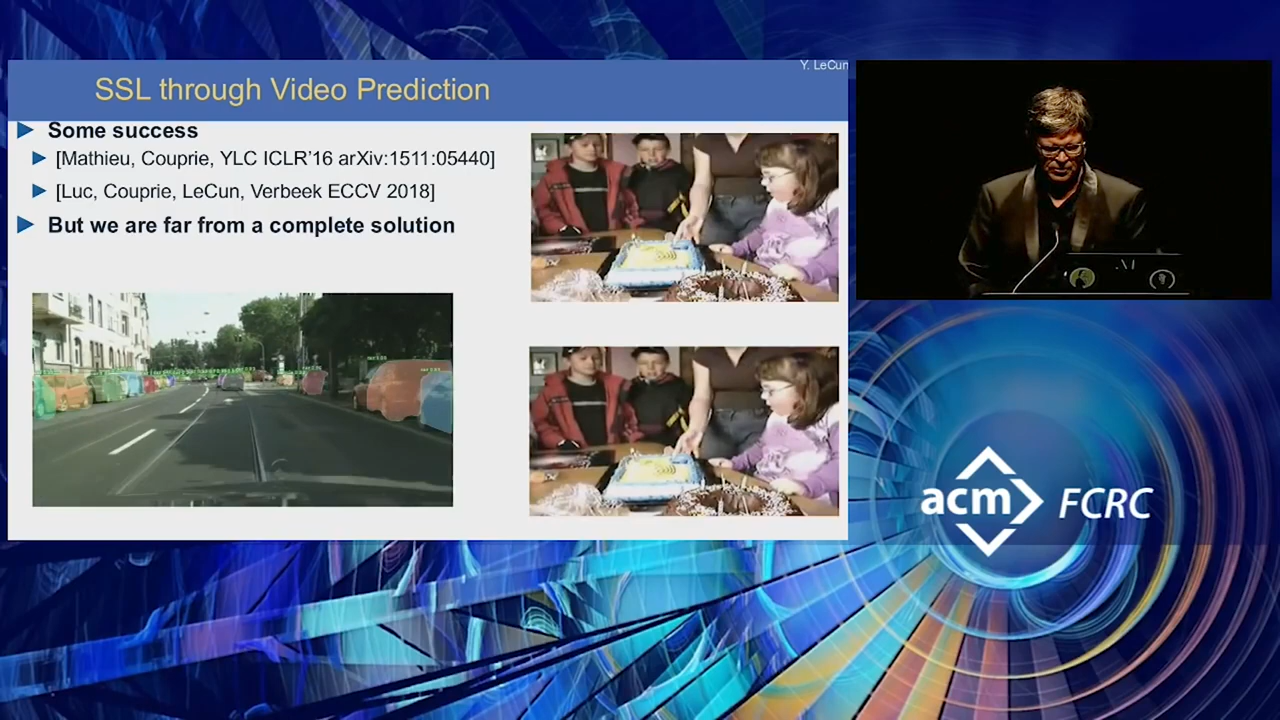 Y. LeCun
SSL through Video Prediction
Some success
[Mathieu, Couprie, YLC ICLR’16 arXiv:1511:05440]
[Luc, Couprie, LeCun, Verbeek ECCV 2018]
But we are far from a complete solution
acm FCRC